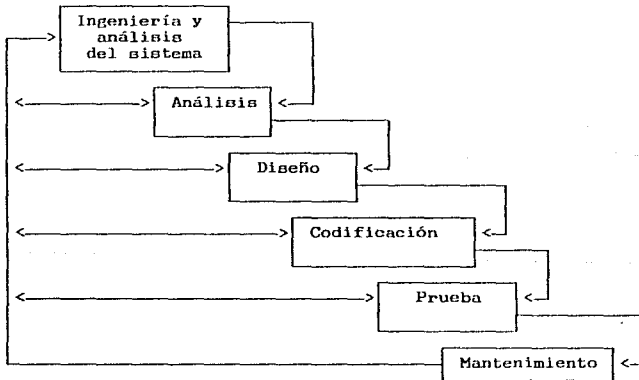 Ingeniería y
análisis
del sistema
Análisis
Diseño
Codificación
Prueba
Mantenimiento